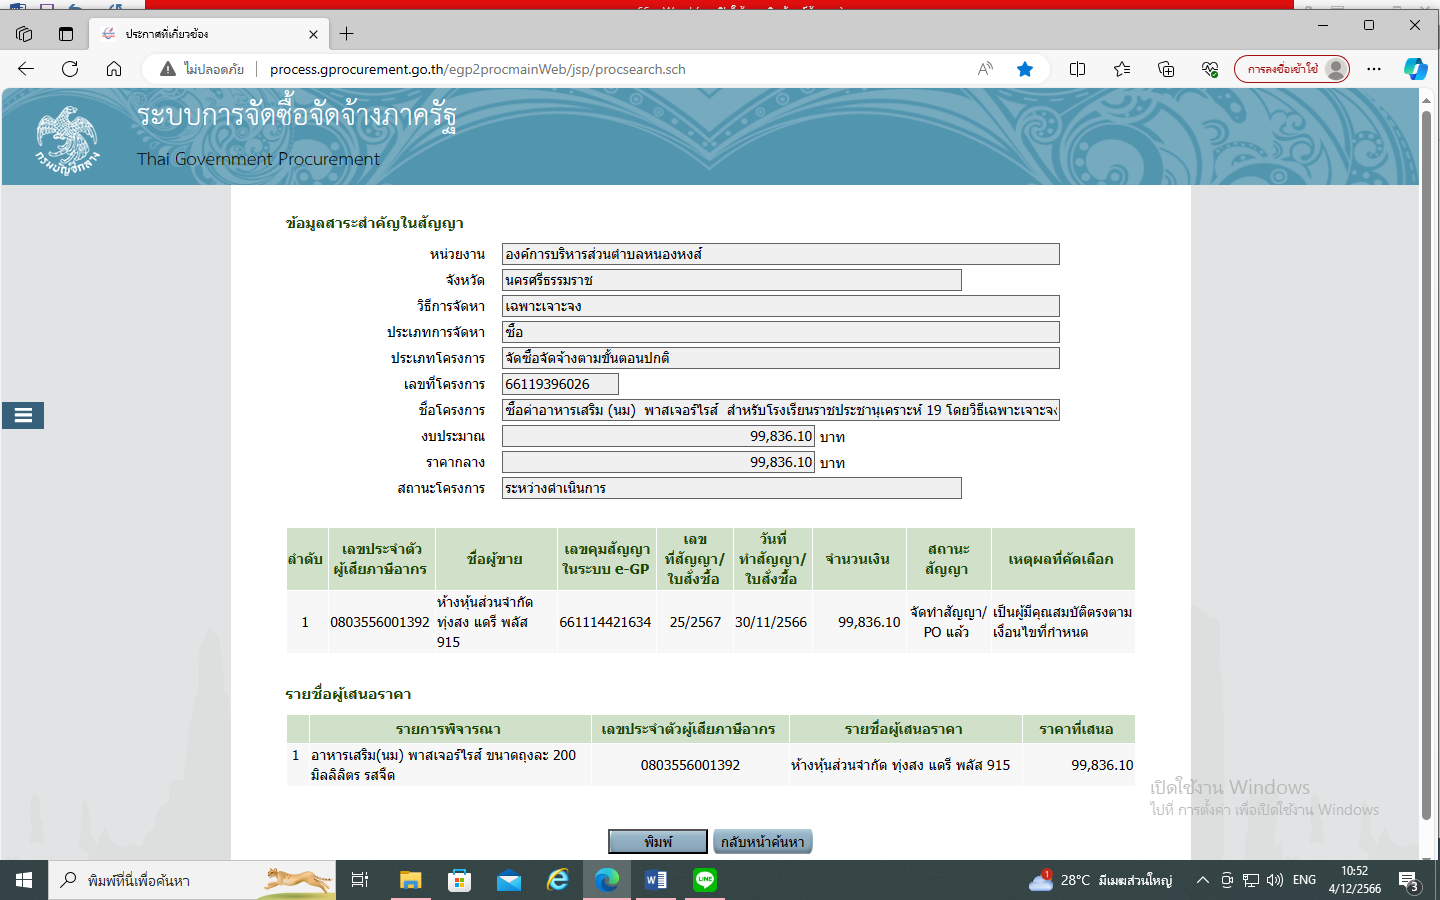 ประกาศที่เกี่ยวข้อง
ไม่ปลอดภัย
process.gprocurement.go.th/egp2procmainWeb/jsp/procsearch.sch
การลงชื่อเข้าใช้
ระบบการจัดซื้อจัดจ้างภาครัฐ
Thai Government Procurement
กรมบัญชีกลาง
ข้อมูลสาระสำคัญในสัญญา
หน่วยงาน องค์การบริหารส่วนตำบลหนองหงส์
จังหวัด นครศรีธรรมราช
วิธีการจัดหา เฉพาะเจาะจง
ประเภทการจัดหา ซื้อ
ประเภทโครงการ จัดซื้อจัดจ้างตามขั้นตอนปกติ
เลขที่โครงการ 66119396026
ชื่อโครงการ ซื้อค่าอาหารเสริม (นม) พาสเจอร์ไรส์ สำหรับโรงเรียนราชประชานุเคราะห์ 19 โดยวิธีเฉพาะเจาะจง
งบประมาณ 99,836.10 บาท
ราคากลาง 99,836.10 บาท
สถานะโครงการ ระหว่างดำเนินการ
ลำดับ เลขประจำตัวผู้เสียภาษีอากร ชื่อผู้ขาย เลขคุมสัญญาในระบบ e-GP เลขที่สัญญา/ใบสั่งซื้อ วันที่ทำสัญญา/ใบสั่งซื้อ จำนวนเงิน สถานะสัญญา เหตุผลที่คัดเลือก
1 0803556001392 ห้างหุ้นส่วนจำกัด ทุ่งสง แดรี่ พลัส 915 661114421634 25/2567 30/11/2566 99,836.10 จัดทำสัญญา/PO แล้ว เป็นผู้มีคุณสมบัติตรงตามเงื่อนไขที่กำหนด
รายชื่อผู้เสนอราคา
รายการพิจารณา เลขประจำตัวผู้เสียภาษีอากร รายชื่อผู้เสนอราคา ราคาที่เสนอ
1 อาหารเสริม(นม) พาสเจอร์ไรส์ ขนาดถุงละ 200 มิลลิลิตร รสจืด 0803556001392 ห้างหุ้นส่วนจำกัด ทุ่งสง แดรี่ พลัส 915 99,836.10
เปิดใช้งาน Windows
ไปที่ การตั้งค่า เพื่อเปิดใช้งาน Windows
พิมพ์ กลับหน้าค้นหา
พิมพ์ที่นี่เพื่อค้นหา
1
28°C มีเมฆส่วนใหญ่
ENG
10:52
4/12/2566
3